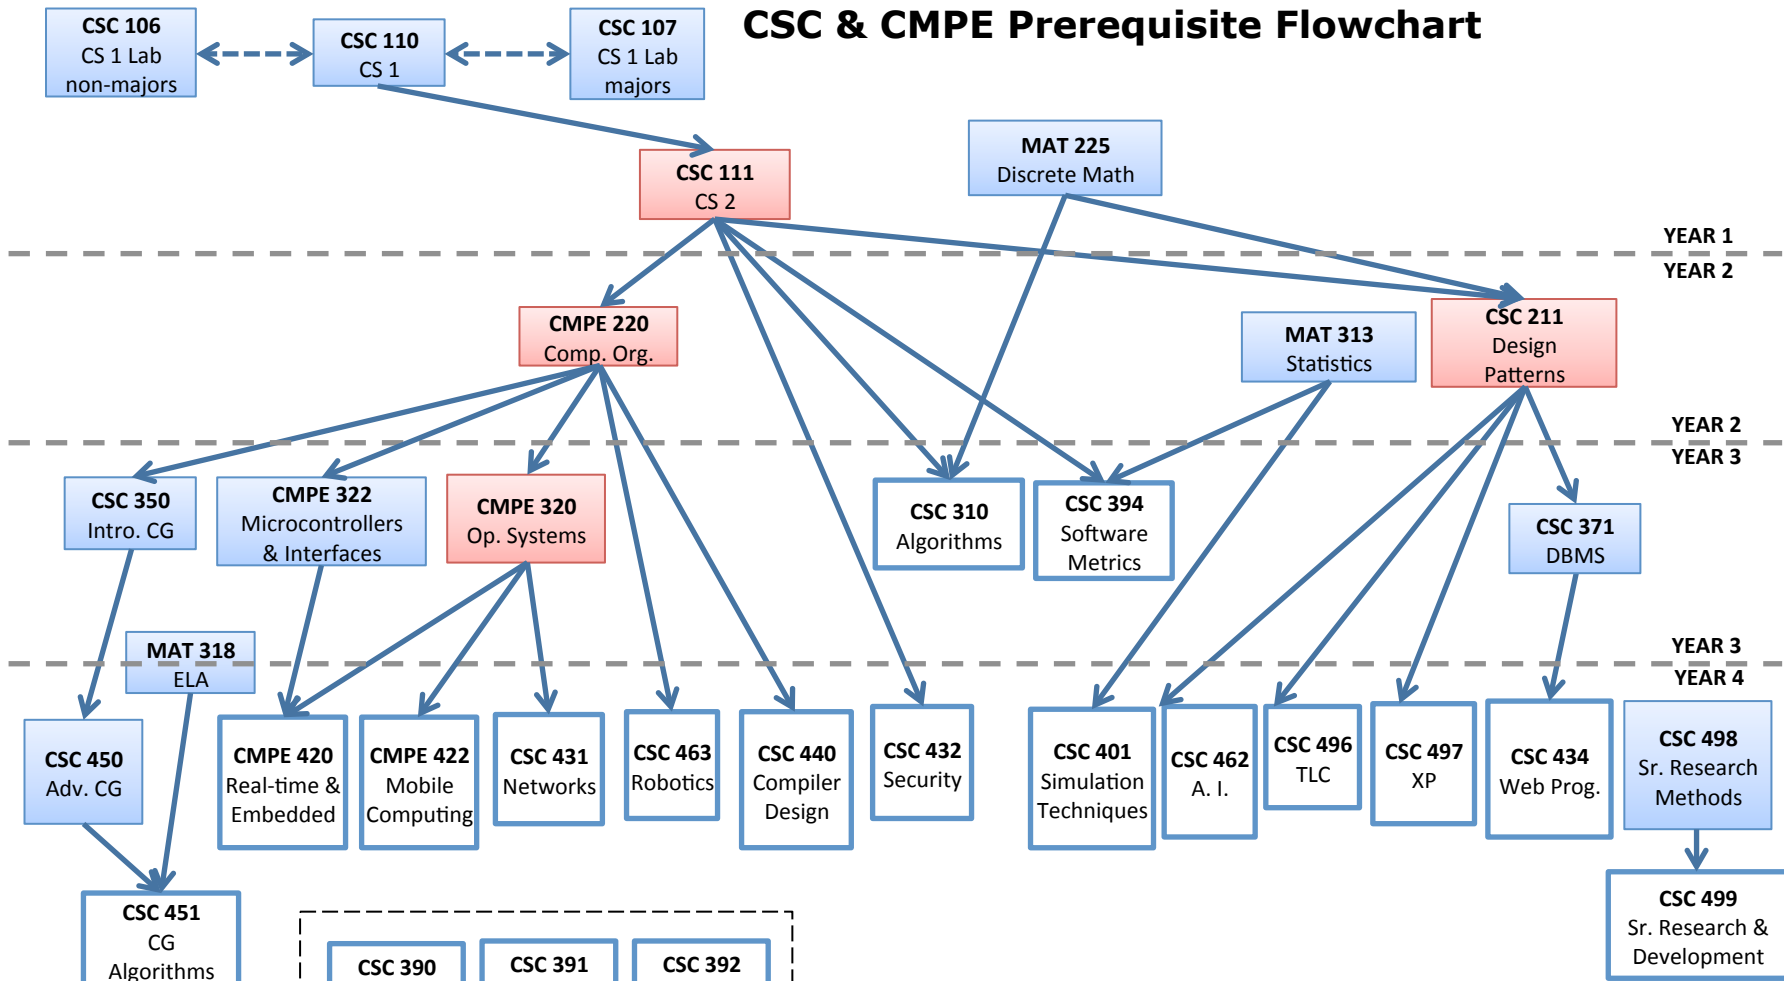 CSC & CMPE Prerequisite Flowchart
CSC 106
CS 1 Lab
non-majors
CSC 110
CS 1
CSC 107
CS 1 Lab
majors
CSC 111
CS 2
MAT 225
Discrete Math
YEAR 1
YEAR 2
CMPE 220
Comp. Org.
MAT 313
Statistics
CSC 211
Design
Patterns
YEAR 2
YEAR 3
CSC 350
Intro. CG
CMPE 322
Microcontrollers
& Interfaces
CMPE 320
Op. Systems
CSC 310
Algorithms
CSC 394
Software
Metrics
CSC 371
DBMS
MAT 318
ELA
YEAR 3
YEAR 4
CSC 450
Adv. CG
CMPE 420
Real-time &
Embedded
CMPE 422
Mobile
Computing
CSC 431
Networks
CSC 463
Robotics
CSC 440
Compiler
Design
CSC 432
Security
CSC 401
Simulation
Techniques
CSC 462
A. I.
CSC 496
TLC
CSC 497
XP
CSC 434
Web Prog.
CSC 498
Sr. Research
Methods
CSC 451
CG
Algorithms
CSC 390
CSC 391
CSC 392
CSC 499
Sr. Research &
Development